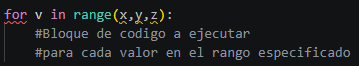 for v in range(x,y,z):
    #Bloque de codigo a ejecutar
    #para cada valor en el rango especificado